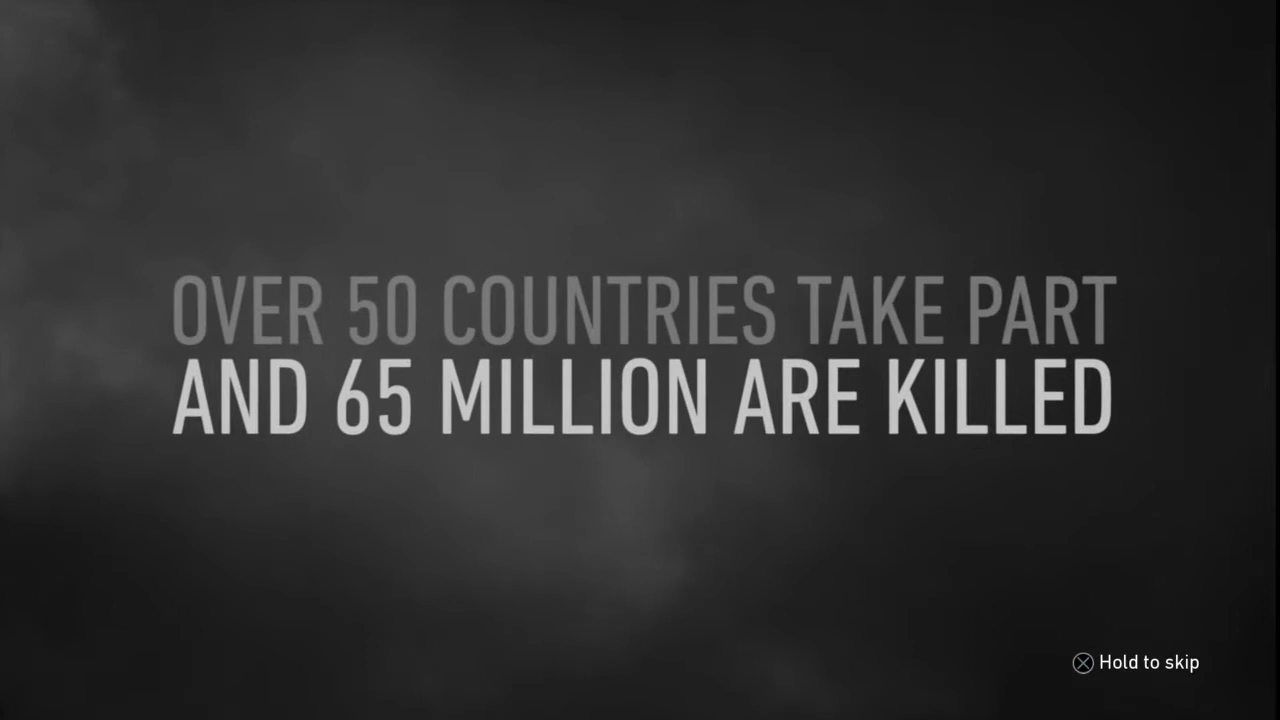 OVER 50 COUNTRIES TAKE PART
AND 65 MILLION ARE KILLED
Hold to skip